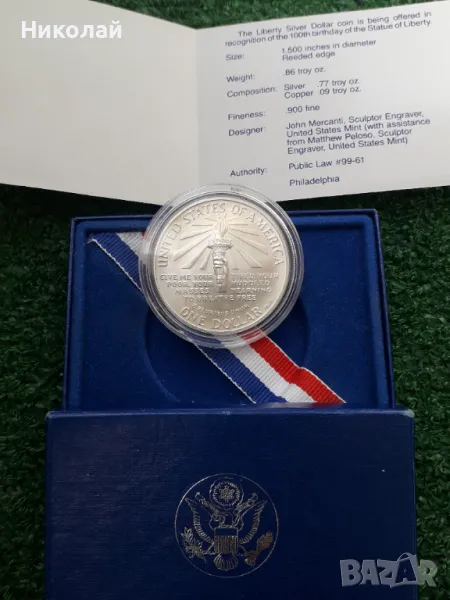 Николай
The Liberty Silver Dollar coin is being offered in
recognition of the 100th birthday of the Statue of Liberty.
Size: 1.500 inches in diameter
Reeded edge
Weight: .86 troy oz.
Composition: Silver .77 troy oz.
Copper .09 troy oz.
Fineness: .900 fine
Designer: John Mercanti, Sculptor Engraver,
United States Mint (with assistance
from Matthew Peloso, Sculptor
Engraver, United States Mint)
Authority: Public Law #99-61
Philadelphia
UNITED STATES OF AMERICA
GIVE ME YOUR TIRED YOUR
POOR, YOUR HUDDLED
MASSES YEARNING
TO BREATHE FREE
ONE DOLLAR
BAZAR.BG